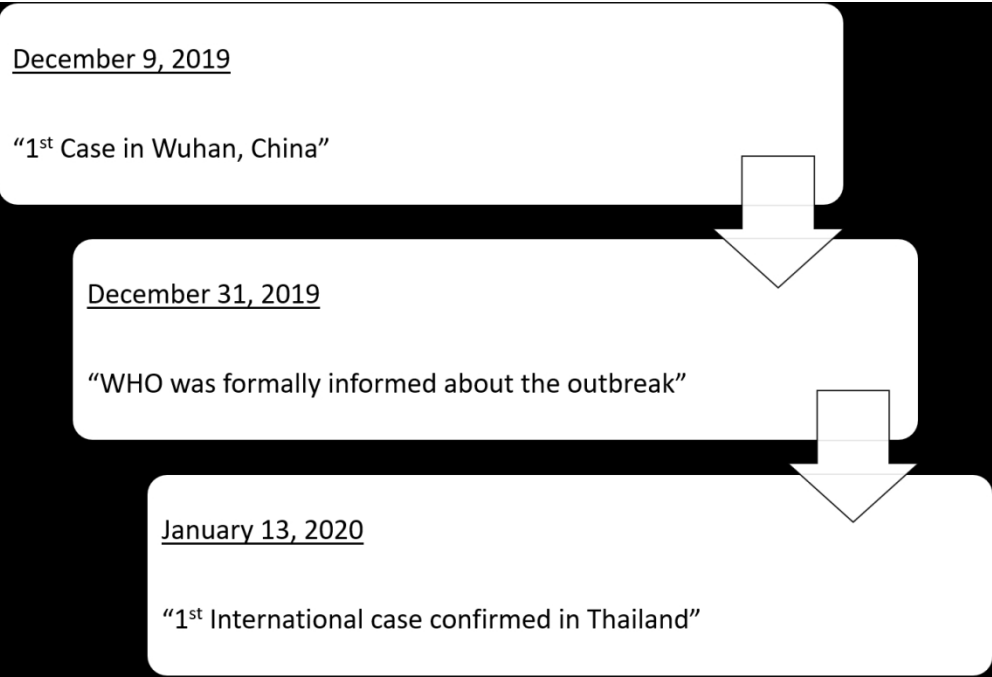 December 9, 2019
“1st Case in Wuhan, China”
December 31, 2019
“WHO was formally informed about the outbreak”
January 13, 2020
“1st International case confirmed in Thailand”